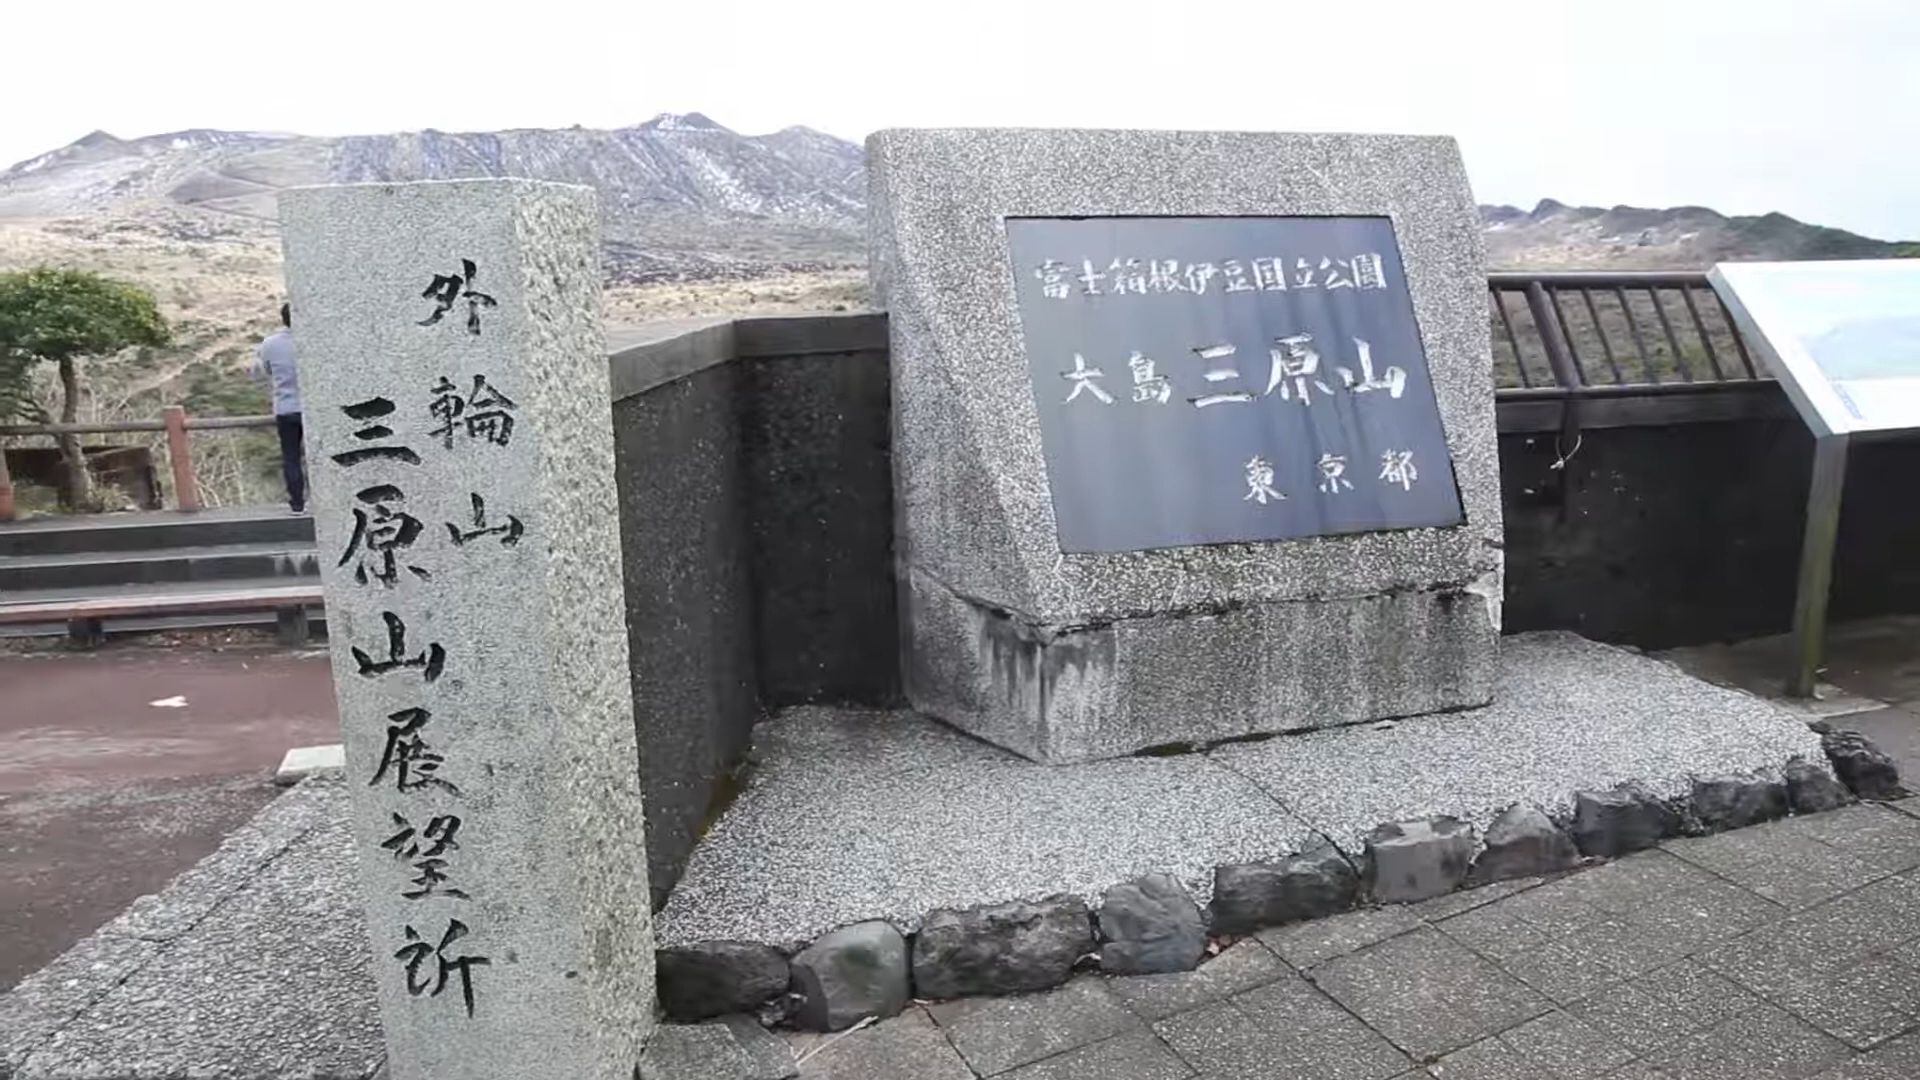 外輪山
三原山展望所
富士箱根伊豆国立公園
大島三原山
東京都